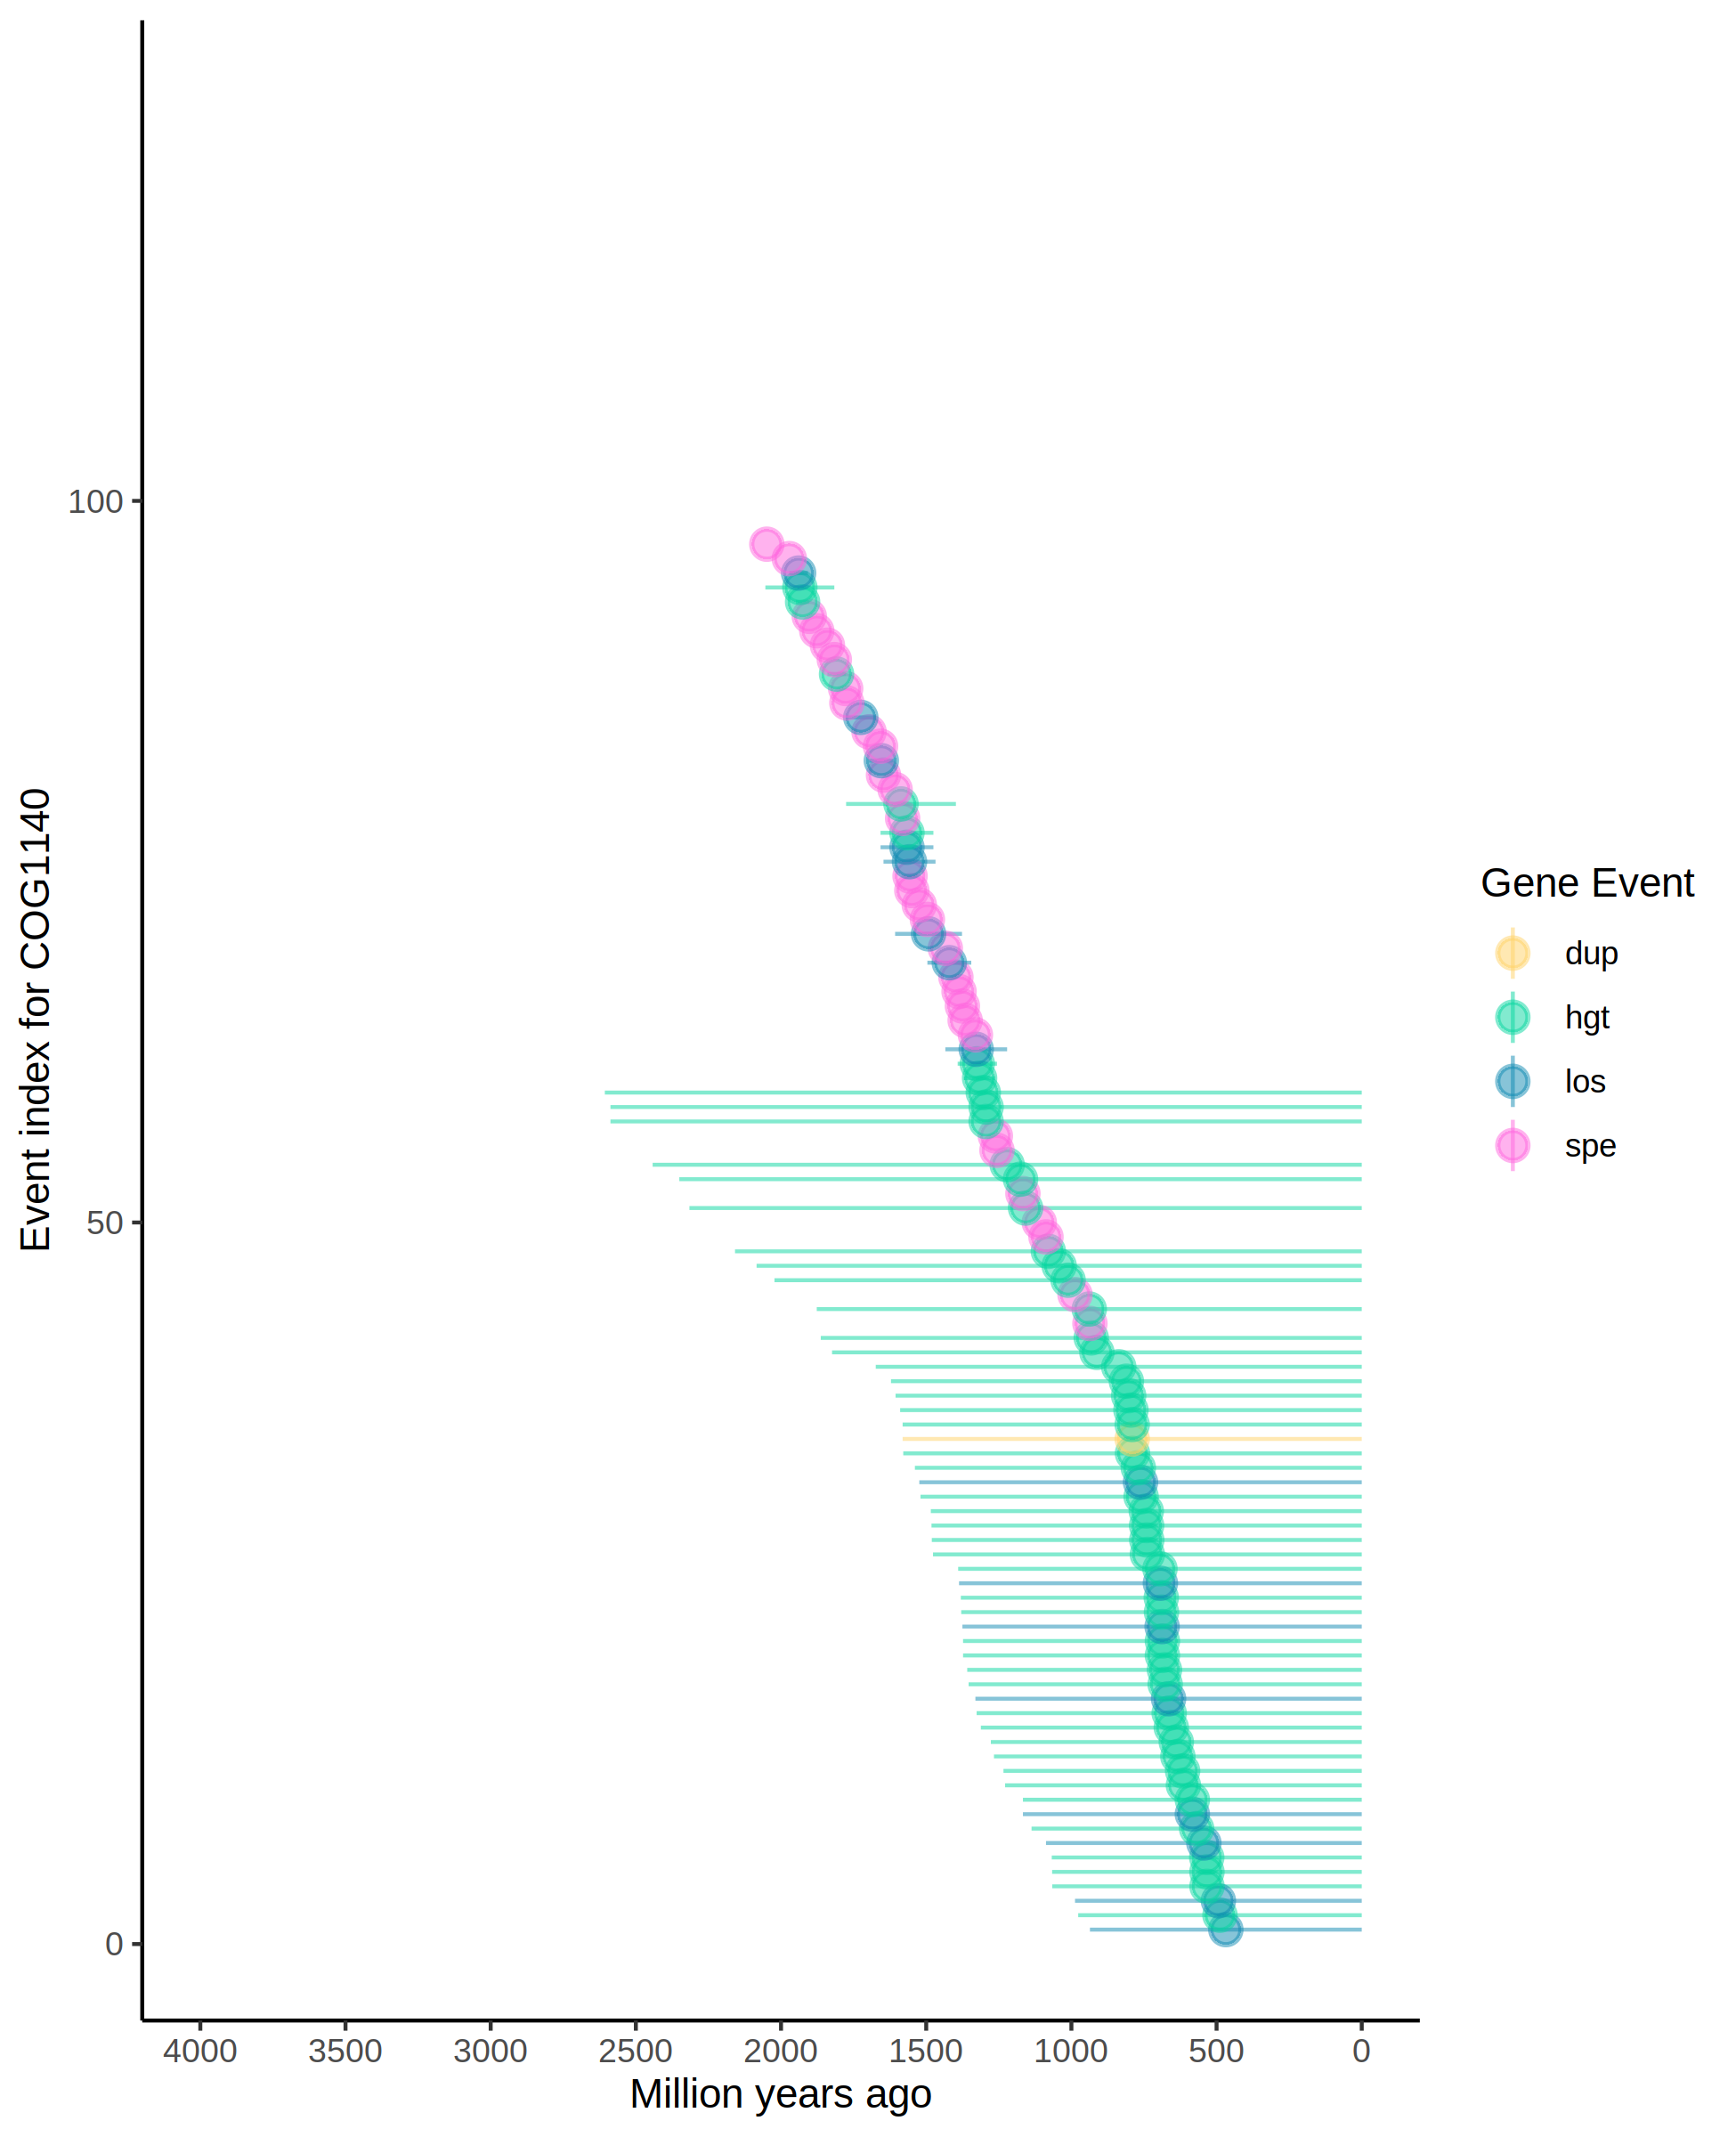 100
50
0
Event index for COG1140
4000 3500 3000 2500 2000 1500 1000 500 0
Million years ago
Gene Event
dup
hgt
los
spe